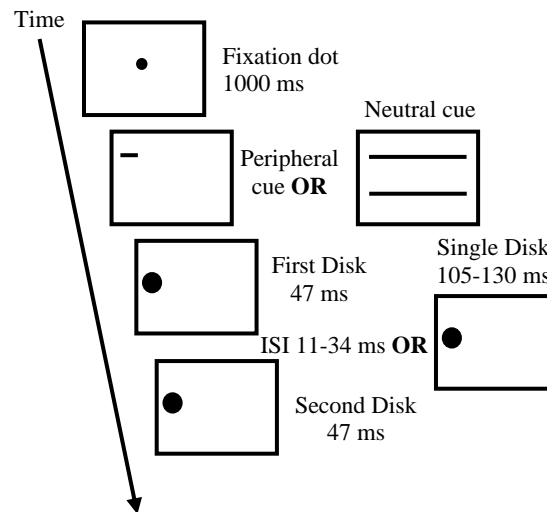 Time
Fixation dot
1000 ms
Neutral cue
Peripheral
cue OR
Single Disk
105-130 ms
First Disk
47 ms
ISI 11-34 ms OR
Second Disk
47 ms